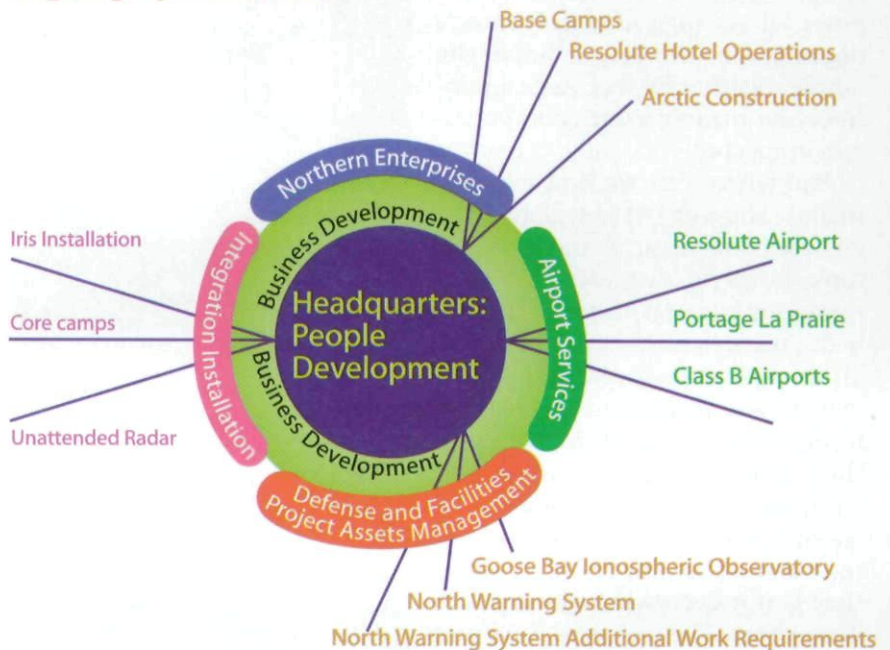 Base Camps
Resolute Hotel Operations
Arctic Construction
Northern Enterprises
Business Development
Iris Installation
Core camps
Unattended Radar
Integration Installation
Headquarters:
People
Development
Airport Services
Resolute Airport
Portage La Praire
Class B Airports
Business Development
Defense and Facilities
Project Assets Management
Goose Bay Ionospheric Observatory
North Warning System
North Warning System Additional Work Requirements